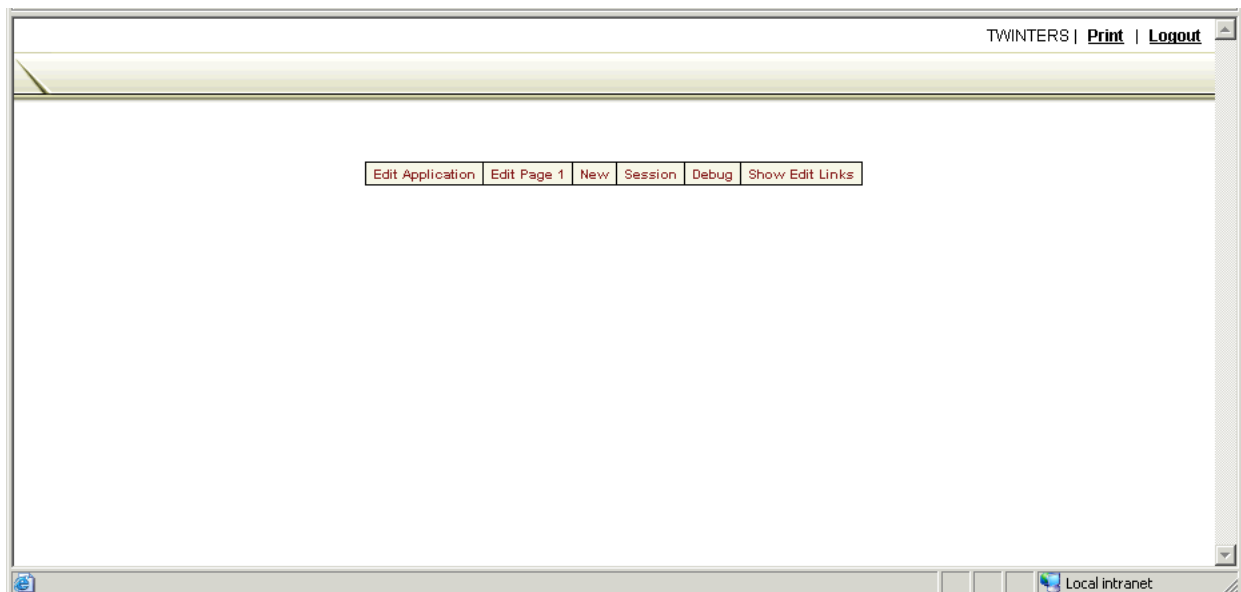 TWINTERS | Print | Logout
Edit Application Edit Page 1 New Session Debug Show Edit Links
Local intranet